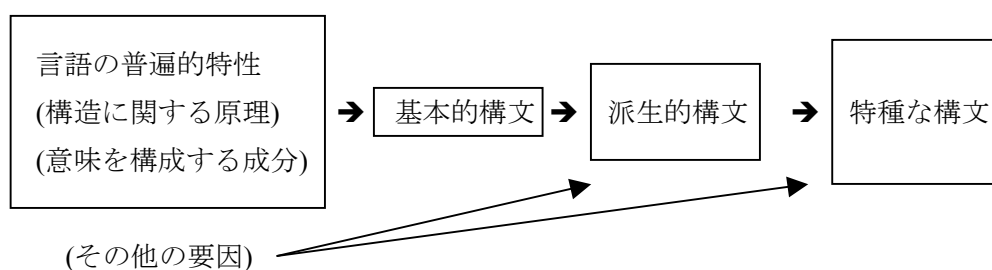 言語の普遍的特性
(構造に関する原理)
(意味を構成する成分)
基本的構文
派生的構文
特種な構文
(その他の要因)